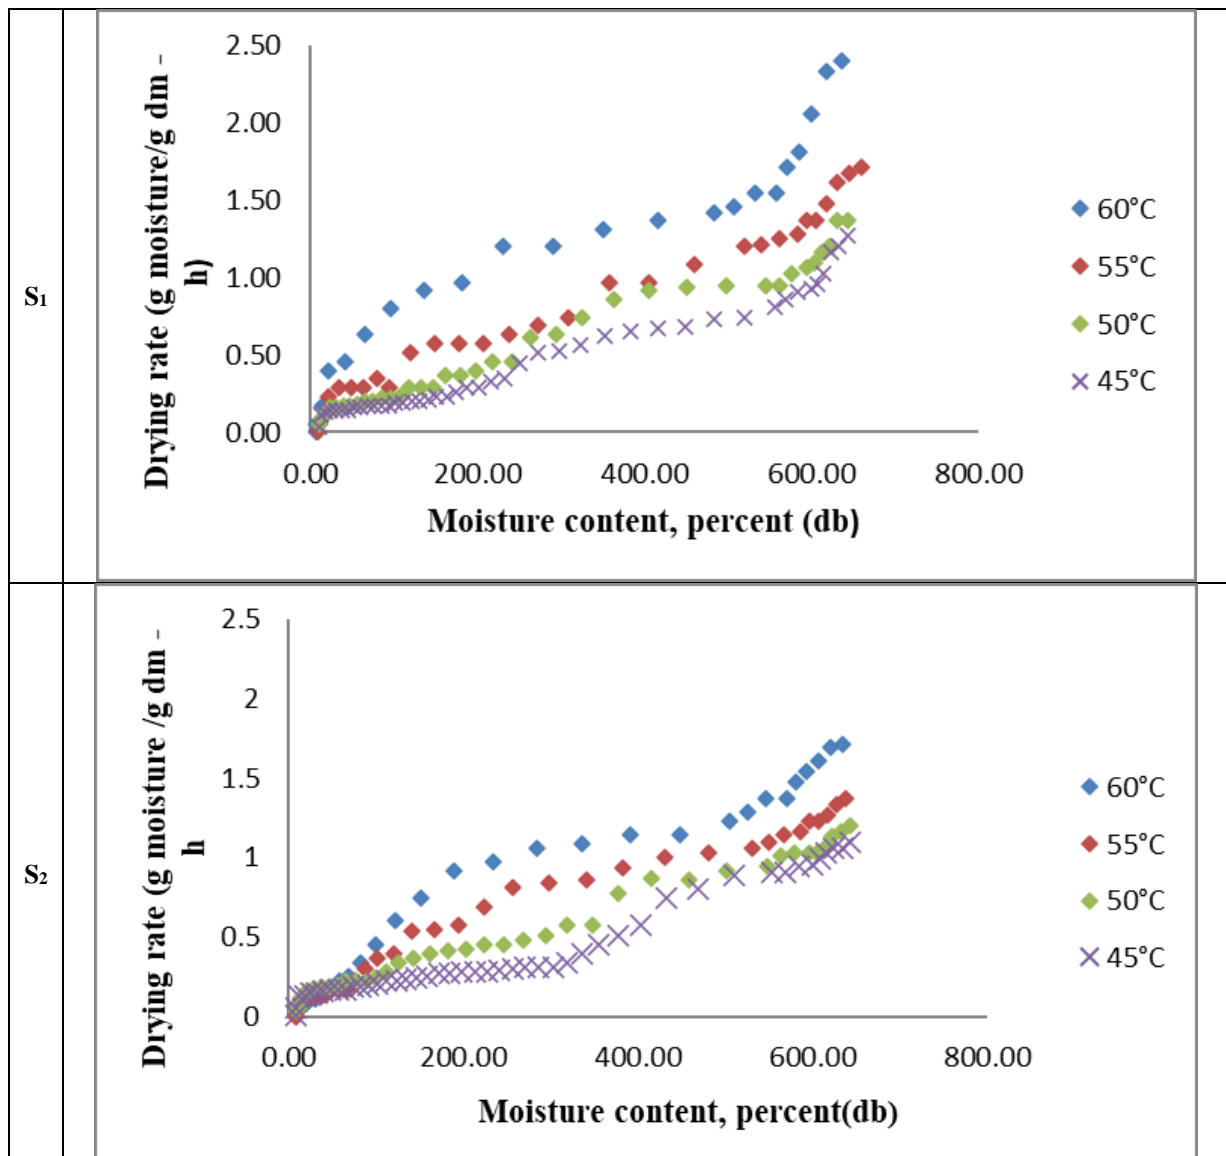 S₁
Drying rate (g moisture/g dm -
h)
2.50
2.00
1.50
1.00
0.50
0.00
0.00 200.00 400.00 600.00 800.00
Moisture content, percent (db)
60°C
55°C
50°C
45°C
S₂
Drying rate (g moisture /g dm -
h
2.5
2
1.5
1
0.5
0
0.00 200.00 400.00 600.00 800.00
Moisture content, percent(db)
60°C
55°C
50°C
45°C